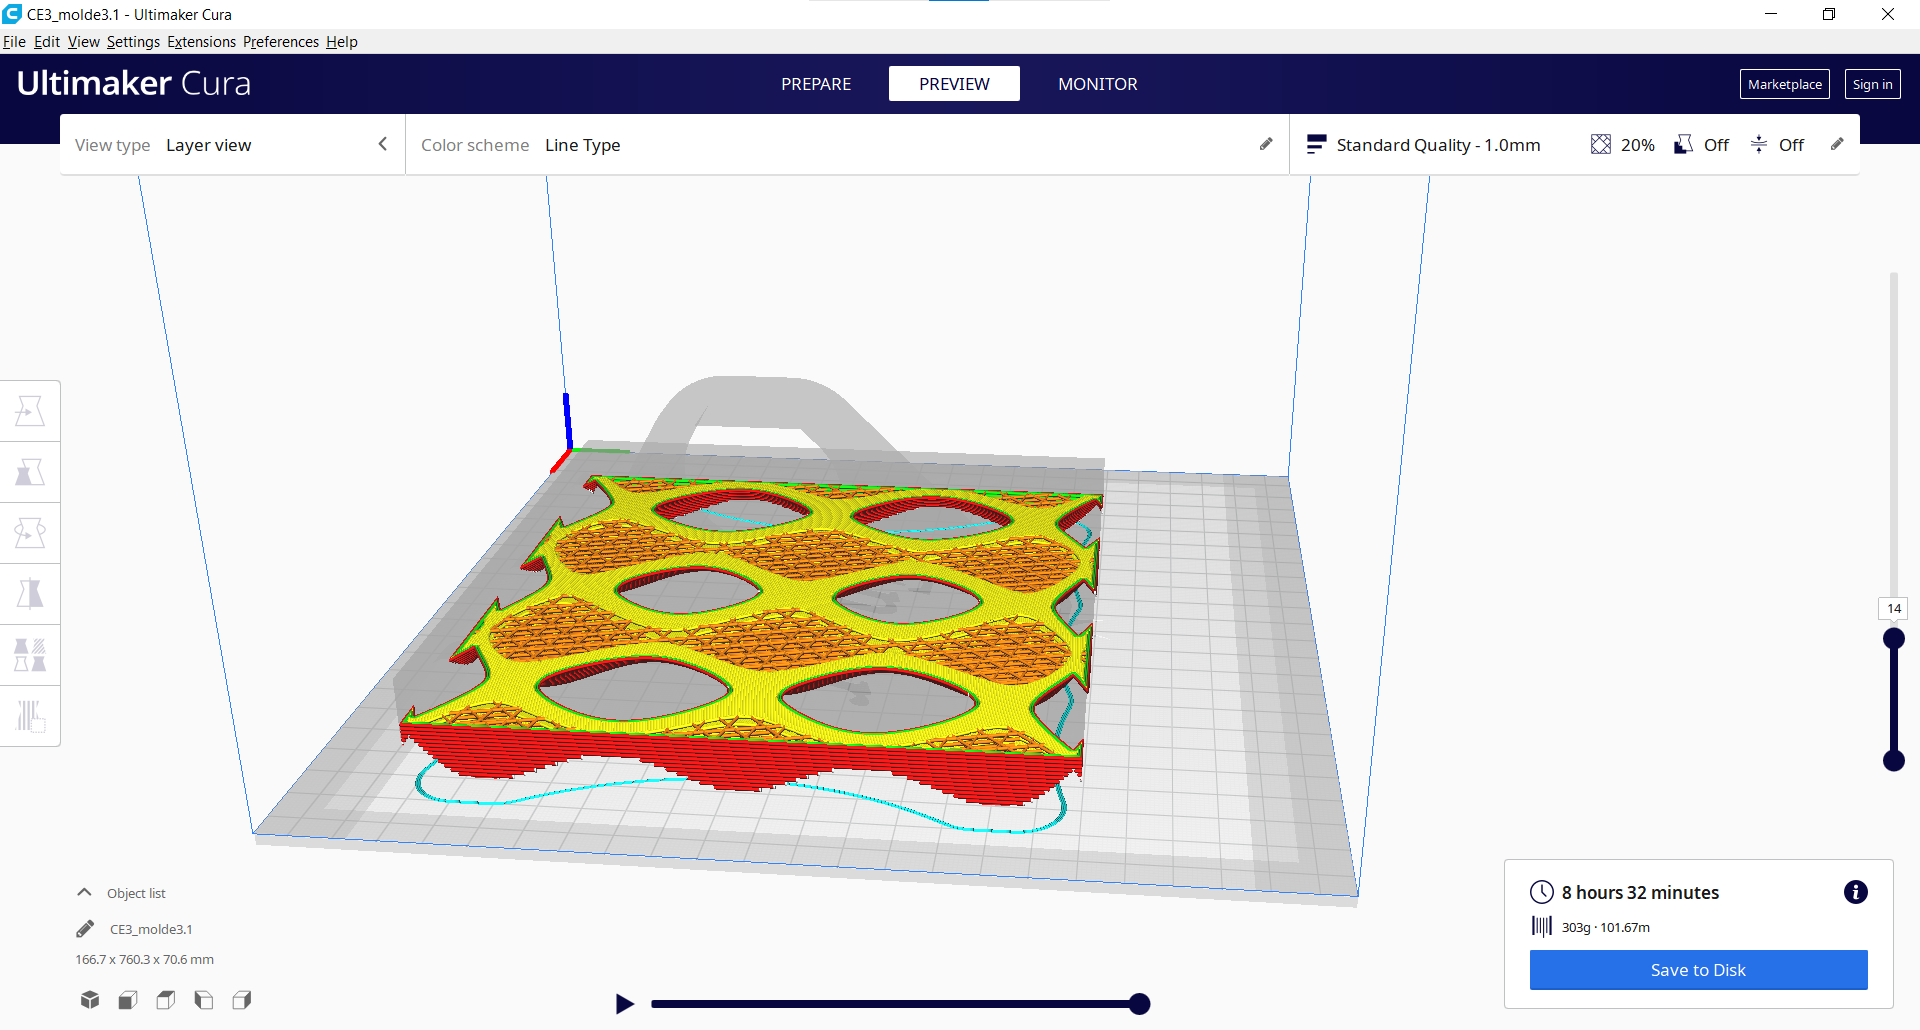 CE3_molde3.1 - Ultimaker Cura
File Edit View Settings Extensions Preferences Help
Ultimaker Cura
PREPARE PREVIEW MONITOR
Marketplace Sign in
View type Layer view Color scheme Line Type Standard Quality - 1.0mm 20% Off Off
14
Object list
CE3_molde3.1
166.7 x 760.3 x 70.6 mm
8 hours 32 minutes
303g · 101.67m
Save to Disk